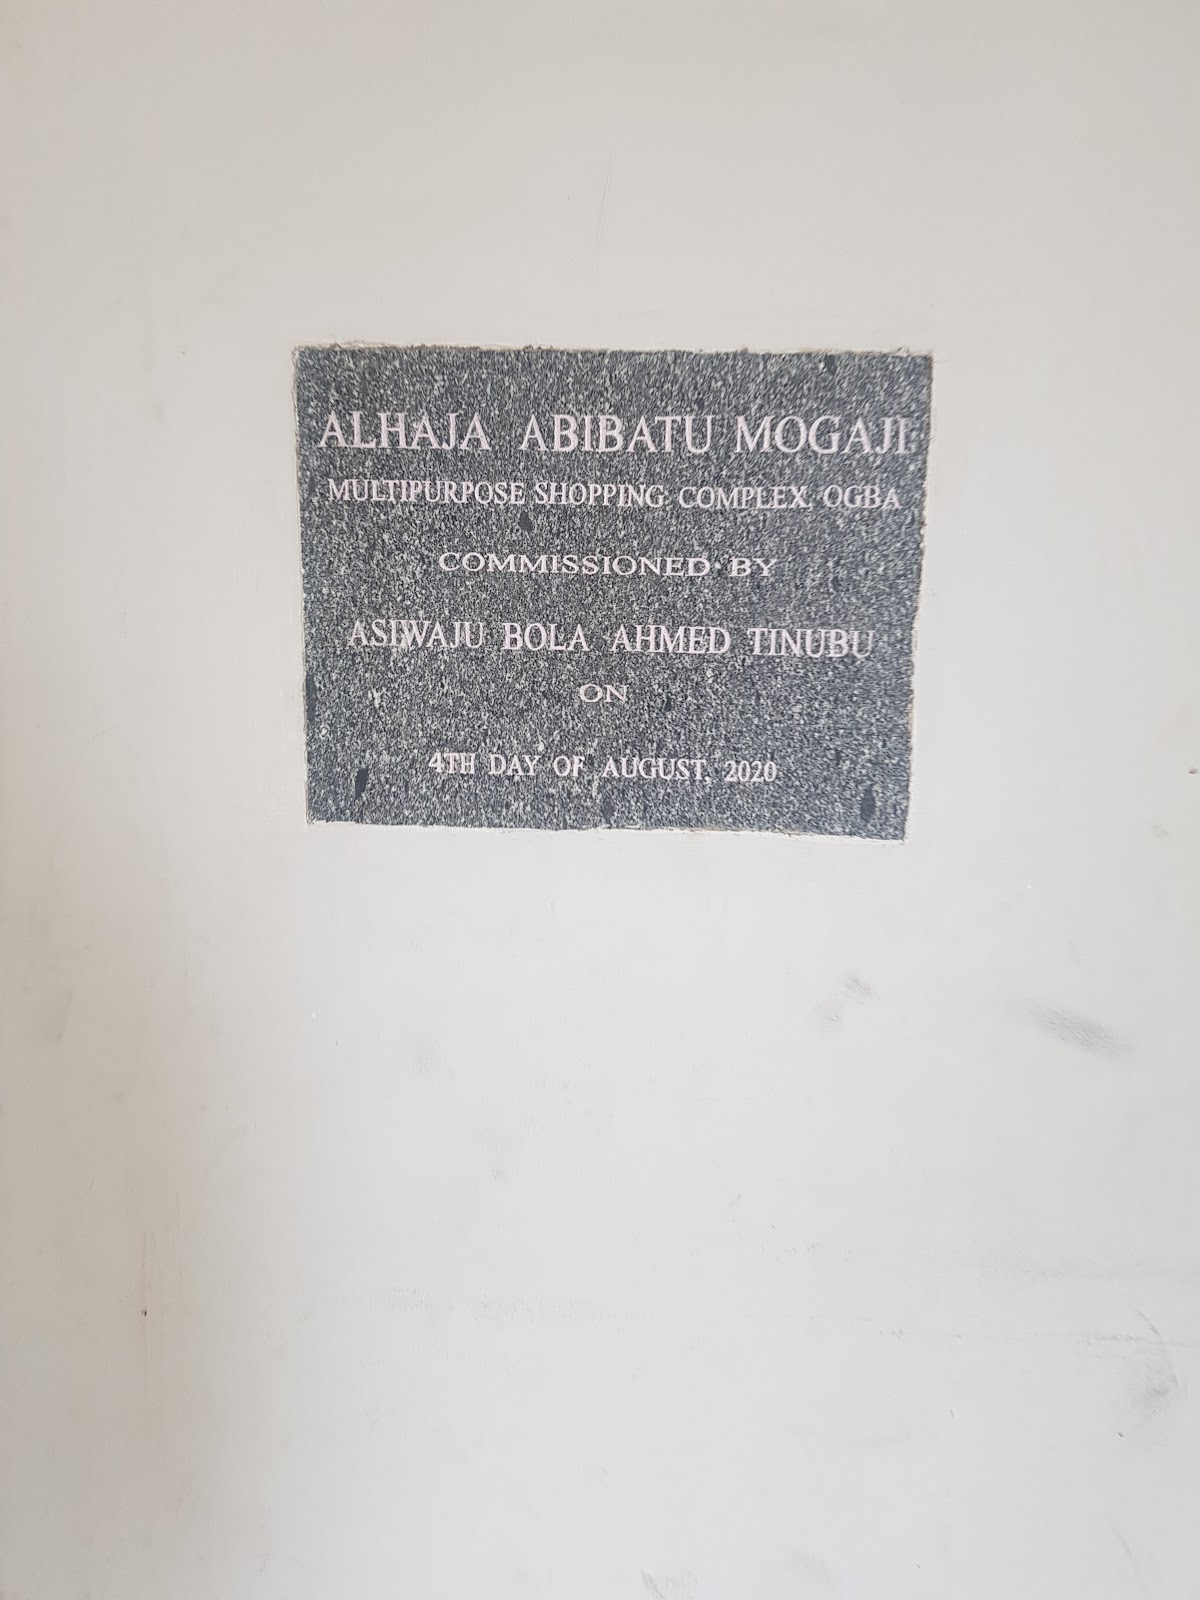 ALHAJA ABIBATU MOGAJI
MULTIPURPOSE SHOPPING COMPLEX, OGBA
COMMISSIONED BY
ASIWAJU BOLA AHMED TINUBU
ON
4TH DAY OF AUGUST, 2020